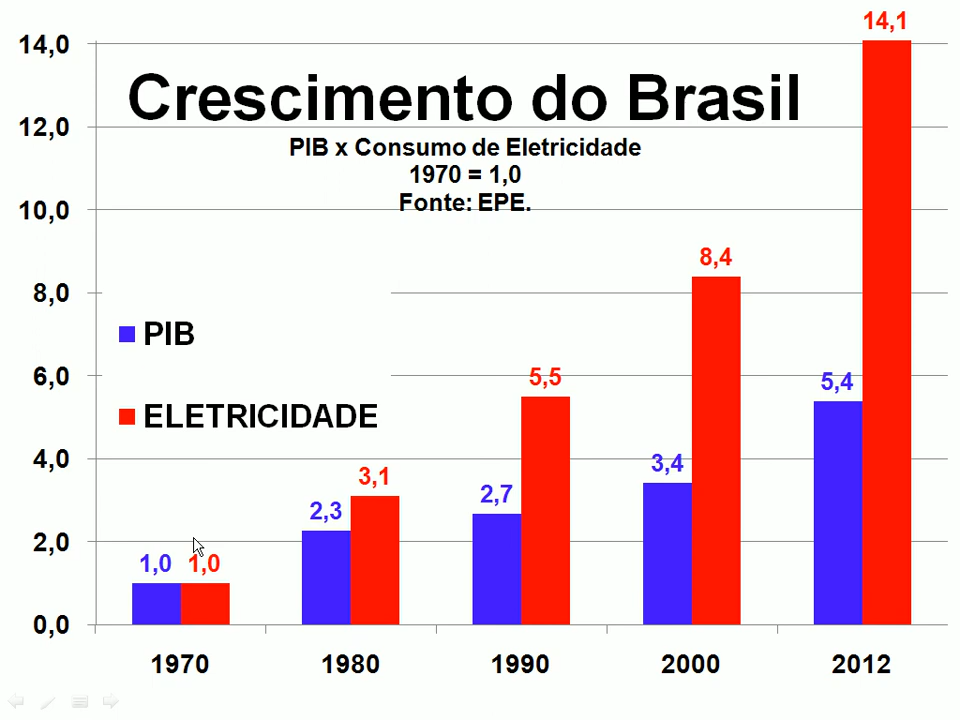 Crescimento do Brasil
PIB x Consumo de Eletricidade
1970 = 1,0
Fonte: EPE.
14,0
12,0
10,0
8,0
6,0
4,0
2,0
0,0
PIB
ELETRICIDADE
1,0 1,0
2,3 3,1
2,7 5,5
3,4 8,4
5,4 14,1
1970 1980 1990 2000 2012